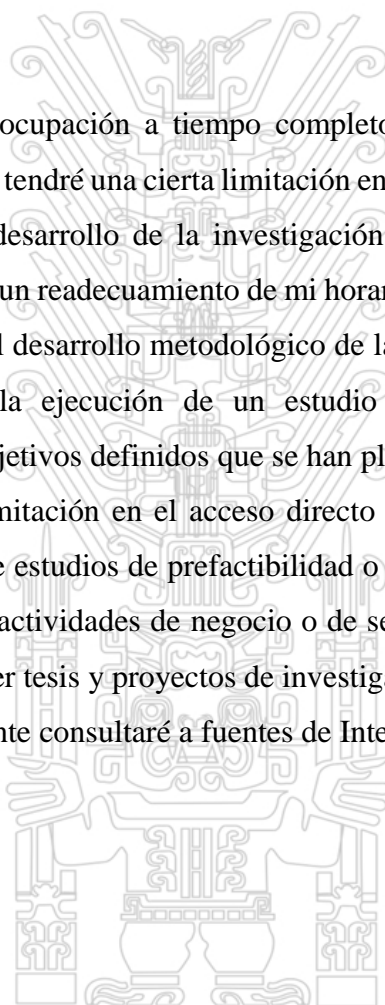 ocupación a tiempo completo
tendré una cierta limitación en
desarrollo de la investigación
un readecuamiento de mi horar
l desarrollo metodológico de la
la ejecución de un estudio
jetivos definidos que se han pl
mitación en el acceso directo
e estudios de prefactibilidad o
actividades de negocio o de se
er tesis y proyectos de investiga
nte consultaré a fuentes de Inte